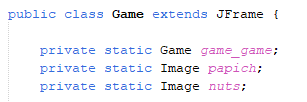 public class Game extends JFrame {
private static Game game_game;
private static Image papich;
private static Image nuts;